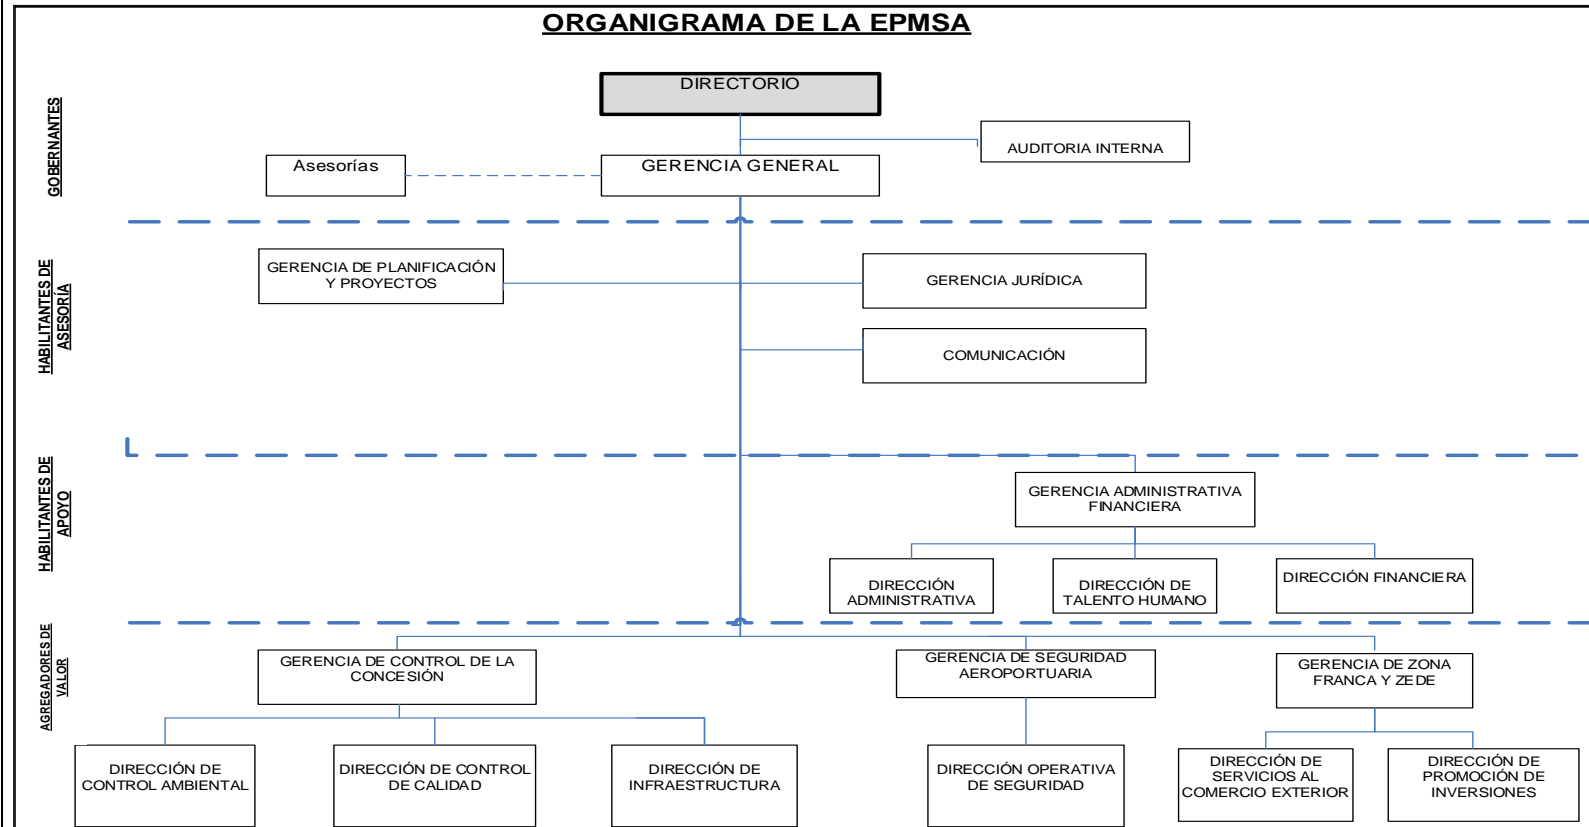 ORGANIGRAMA DE LA EPMSA
GOBERNANTES
DIRECTORIO
AUDITORIA INTERNA
Asesorías
GERENCIA GENERAL
HABILITANTES DE
ASESORÍA
GERENCIA DE PLANIFICACIÓN
Y PROYECTOS
GERENCIA JURÍDICA
COMUNICACIÓN
HABILITANTES DE
APOYO
GERENCIA ADMINISTRATIVA
FINANCIERA
DIRECCIÓN
ADMINISTRATIVA
DIRECCIÓN DE
TALENTO HUMANO
DIRECCIÓN FINANCIERA
AGREGADORES DE
VALOR
GERENCIA DE CONTROL DE LA
CONCESIÓN
GERENCIA DE SEGURIDAD
AEROPORTUARIA
GERENCIA DE ZONA
FRANCA Y ZEDE
DIRECCIÓN DE
CONTROL AMBIENTAL
DIRECCIÓN DE CONTROL
DE CALIDAD
DIRECCIÓN DE
INFRAESTRUCTURA
DIRECCIÓN OPERATIVA
DE SEGURIDAD
DIRECCIÓN DE
SERVICIOS AL
COMERCIO EXTERIOR
DIRECCIÓN DE
PROMOCIÓN DE
INVERSIONES